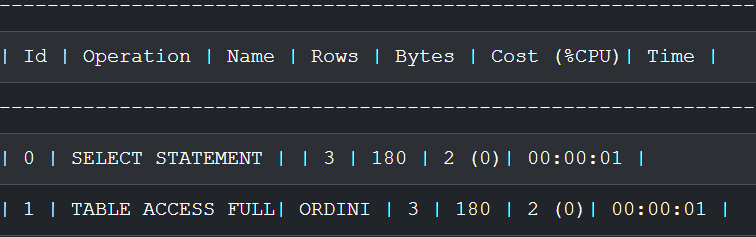 ---------------------------------------------------------------
| Id | Operation | Name | Rows | Bytes | Cost (%CPU)| Time |
---------------------------------------------------------------
| 0 | SELECT STATEMENT | | 3 | 180 | 2 (0)| 00:00:01 |
| 1 | TABLE ACCESS FULL| ORDINI | 3 | 180 | 2 (0)| 00:00:01 |